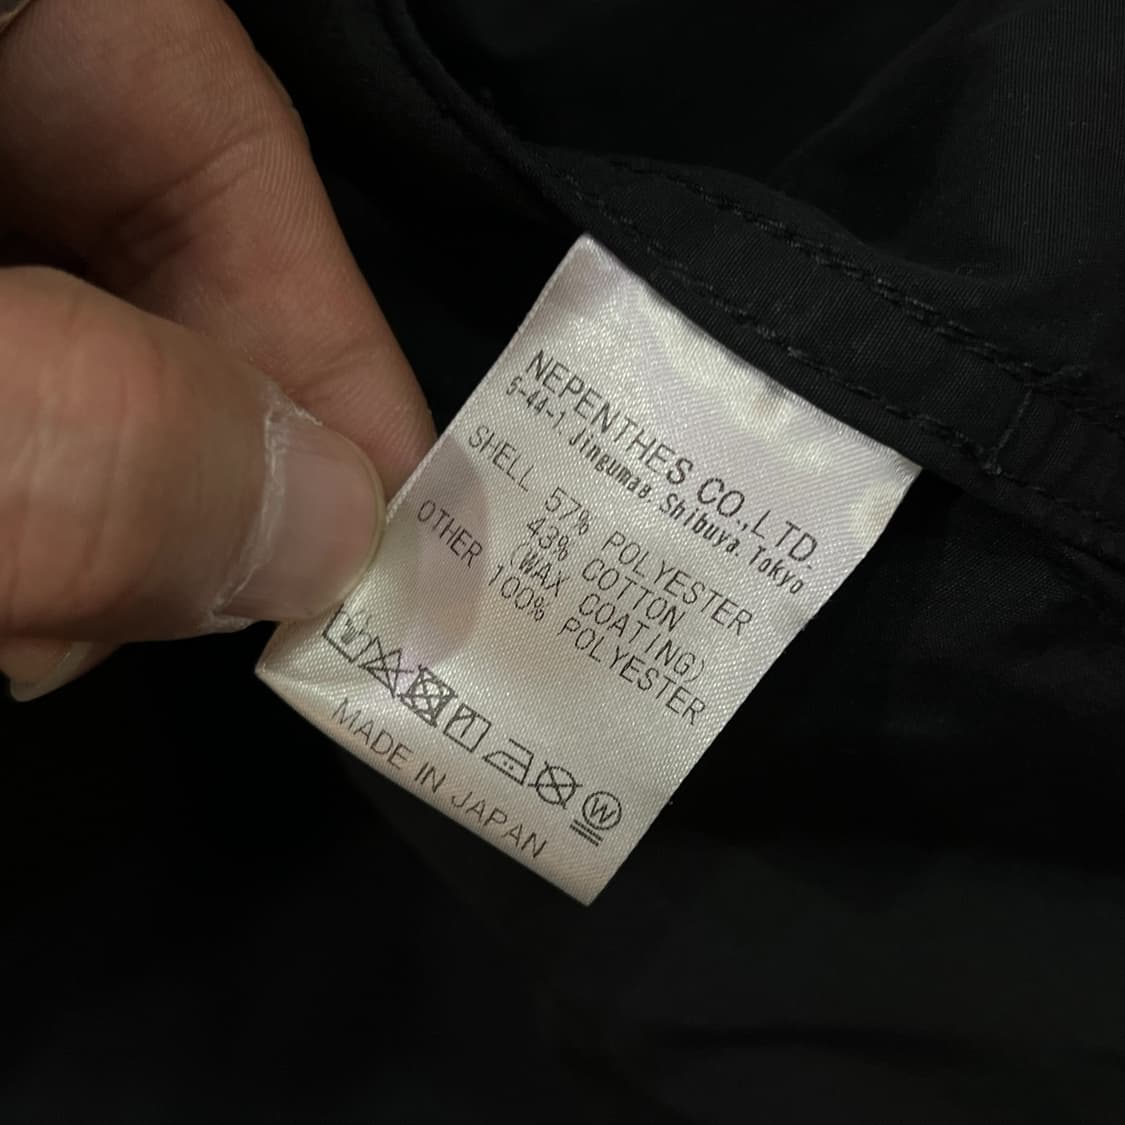 NEPENTHES CO.,LTD.
5-44-1, Jingumae, Shibuya, Tokyo
SHELL 57% POLYESTER
43% COTTON
(WAX COATING)
OTHER 100% POLYESTER
W
MADE IN JAPAN